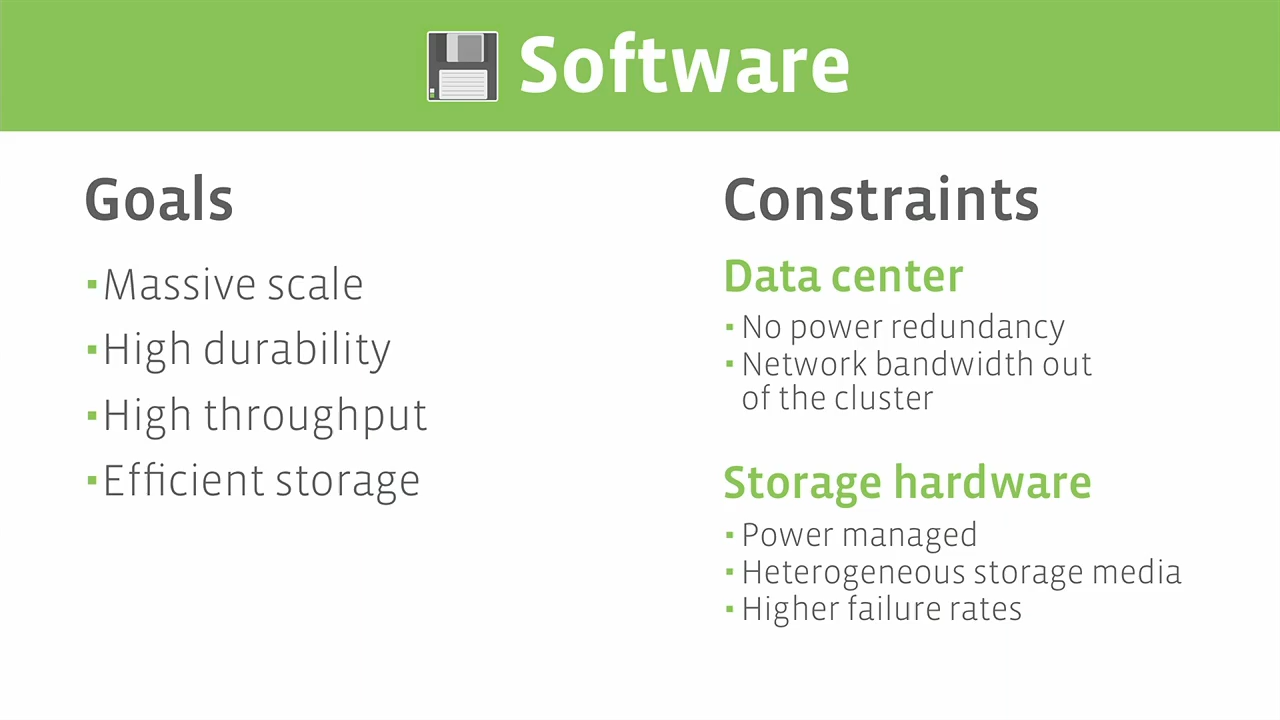 Software
Goals
▪Massive scale
▪High durability
▪High throughput
▪Efficient storage
Constraints
Data center
▪No power redundancy
▪Network bandwidth out
of the cluster
Storage hardware
▪Power managed
▪Heterogeneous storage media
▪Higher failure rates